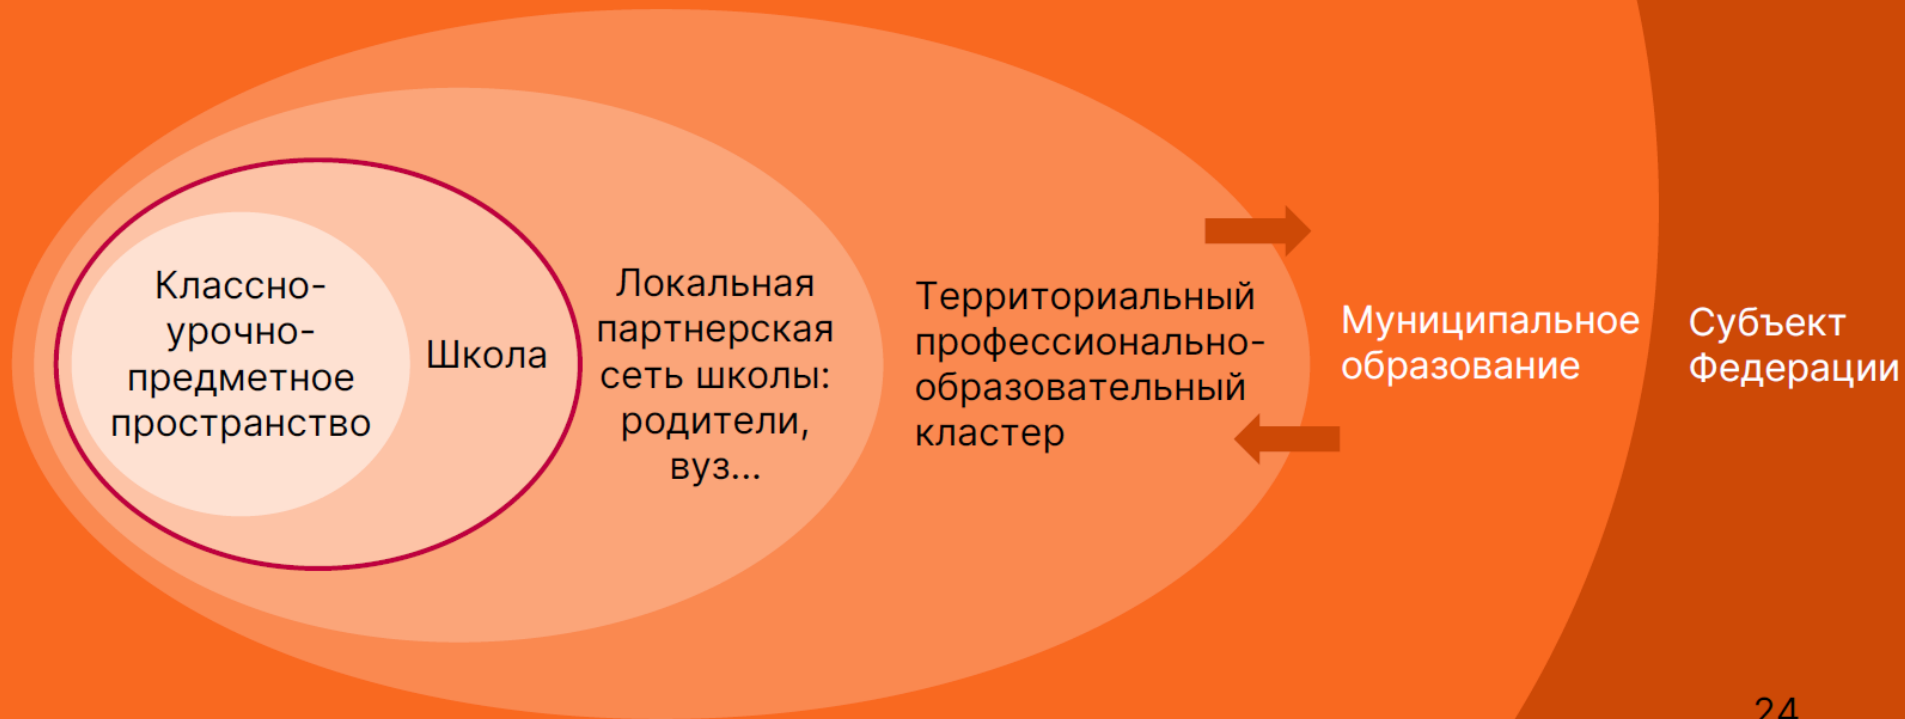 Классно-
урочно-
предметное
пространство
Школа
Локальная
партнерская
сеть школы:
родители,
вуз...
Территориальный
профессионально-
образовательный
кластер
Муниципальное
образование
Субъект
Федерации
24